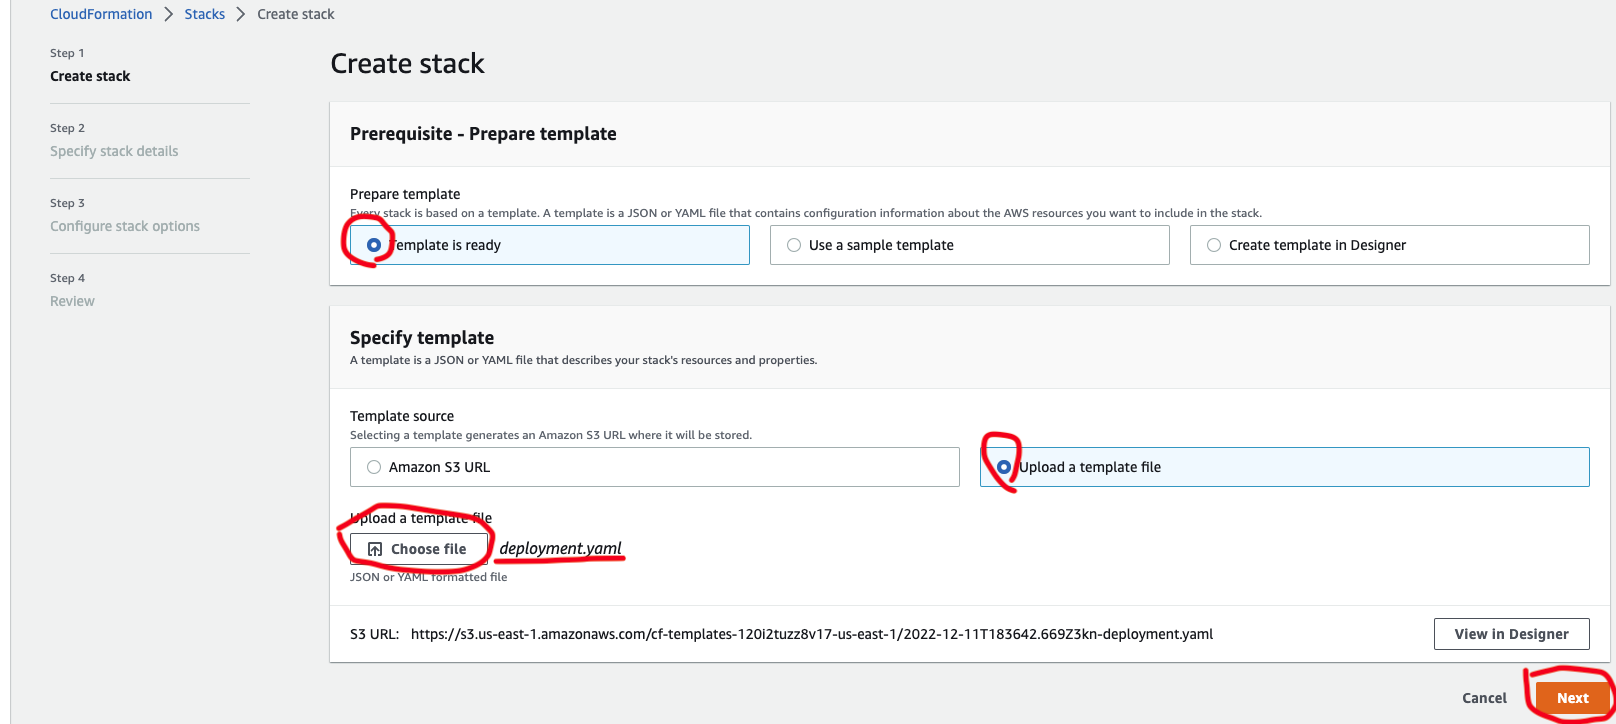 CloudFormation > Stacks > Create stack
Step 1
Create stack
Step 2
Specify stack details
Step 3
Configure stack options
Step 4
Review
Create stack
Prerequisite - Prepare template
Prepare template
Every stack is based on a template. A template is a JSON or YAML file that contains configuration information about the AWS resources you want to include in the stack.
Template is ready
Use a sample template
Create template in Designer
Specify template
A template is a JSON or YAML file that describes your stack's resources and properties.
Template source
Selecting a template generates an Amazon S3 URL where it will be stored.
Amazon S3 URL
Upload a template file
Upload a template file
Choose file
deployment.yaml
JSON or YAML formatted file
S3 URL: https://s3.us-east-1.amazonaws.com/cf-templates-120i2tuzz8v17-us-east-1/2022-12-11T183642.669Z3kn-deployment.yaml
View in Designer
Cancel
Next